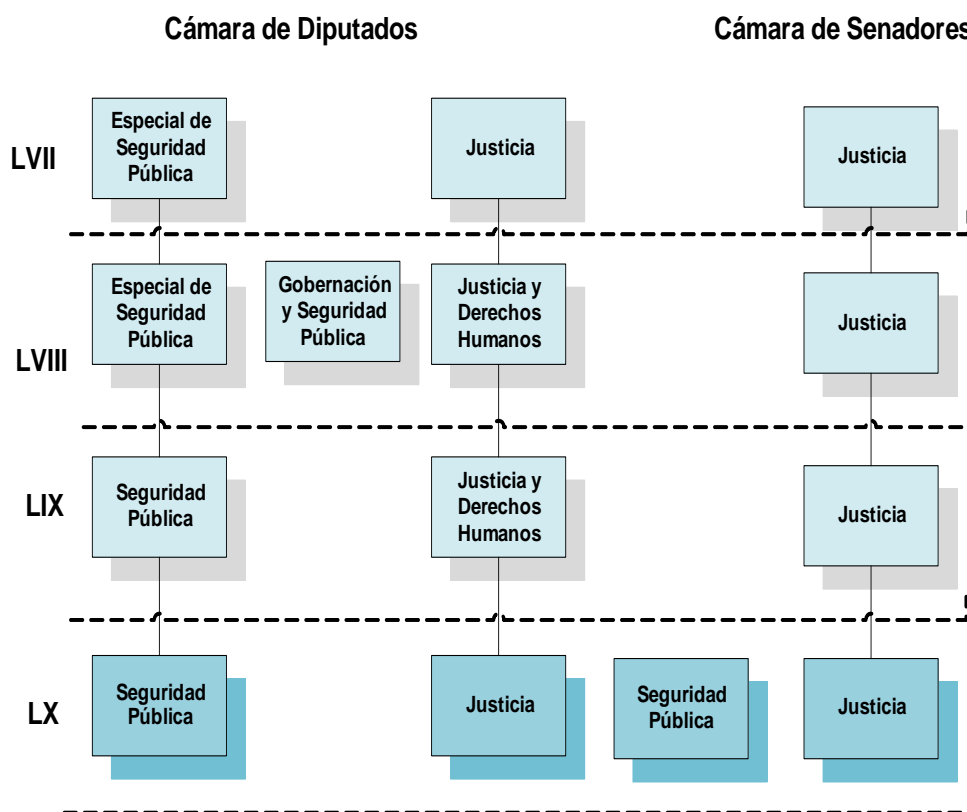 Cámara de Diputados
Cámara de Senadores
LVII
Especial de
Seguridad
Pública
Justicia
Justicia
LVIII
Especial de
Seguridad
Pública
Gobernación
y Seguridad
Pública
Justicia y
Derechos
Humanos
Justicia
LIX
Seguridad
Pública
Justicia y
Derechos
Humanos
Justicia
LX
Seguridad
Pública
Justicia
Seguridad
Pública
Justicia